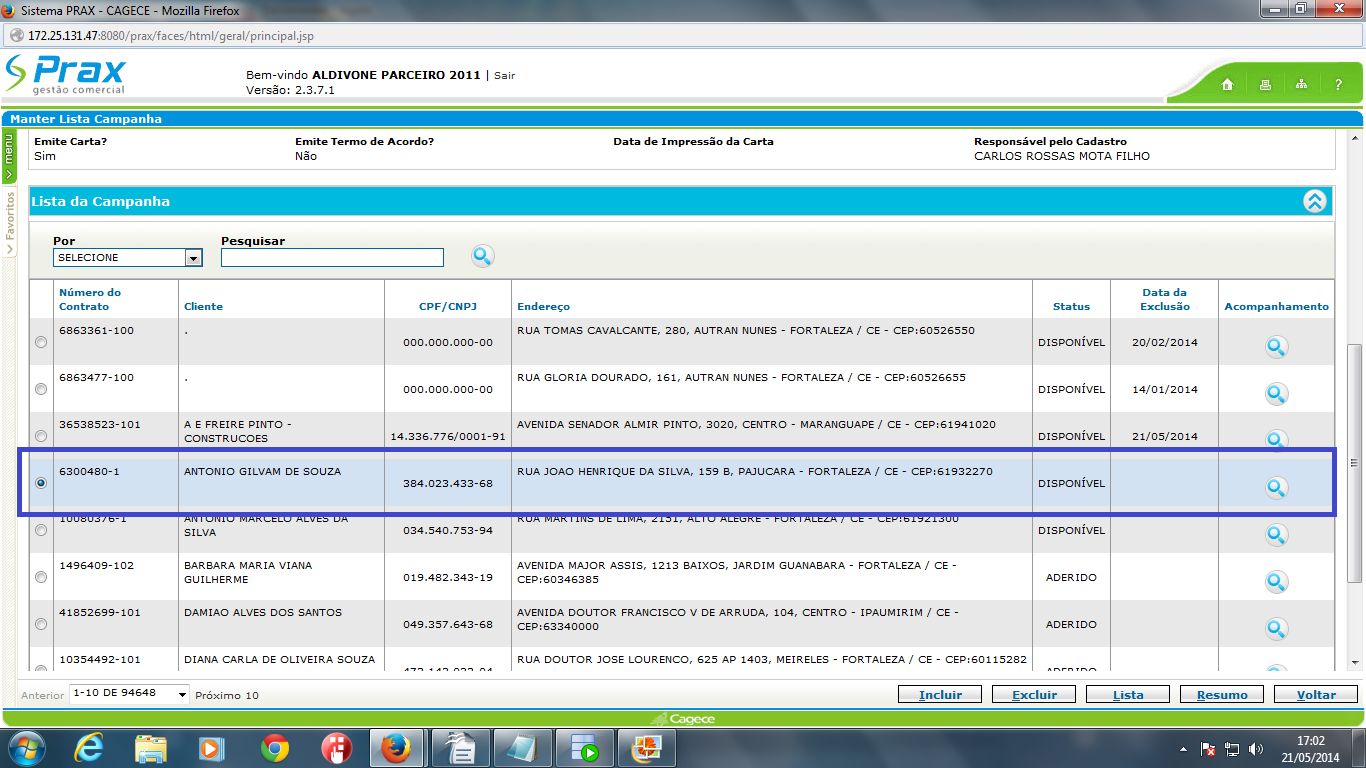 Sistema PRAX - CAGECE - Mozilla Firefox
172.25.131.47:8080/prax/faces/html/geral/principal.jsp
Prax
gestão comercial
Bem-vindo ALDIVONE PARCEIRO 2011 | Sair
Versão: 2.3.7.1
?
Manter Lista Campanha
menu
Favoritos
Emite Carta? Emite Termo de Acordo? Data de Impressão da Carta Responsável pelo Cadastro
Sim Não CARLOS ROSSAS MOTA FILHO
Lista da Campanha
Por Pesquisar
SELECIONE
Número do Contrato Cliente CPF/CNPJ Endereço Status Data da Exclusão Acompanhamento
6863361-100 . 000.000.000-00 RUA TOMAS CAVALCANTE, 280, AUTRAN NUNES - FORTALEZA / CE - CEP:60526550 DISPONÍVEL 20/02/2014
6863477-100 . 000.000.000-00 RUA GLORIA DOURADO, 161, AUTRAN NUNES - FORTALEZA / CE - CEP:60526655 DISPONÍVEL 14/01/2014
36538523-101 A E FREIRE PINTO - CONSTRUCOES 14.336.776/0001-91 AVENIDA SENADOR ALMIR PINTO, 3020, CENTRO - MARANGUAPE / CE - CEP:61941020 DISPONÍVEL 21/05/2014
6300480-1 ANTONIO GILVAM DE SOUZA 384.023.433-68 RUA JOAO HENRIQUE DA SILVA, 159 B, PAJUCARA - FORTALEZA / CE - CEP:61932270 DISPONÍVEL
10080376-1 ANTONIO MARCELO ALVES DA SILVA 034.540.753-94 RUA MARTINS DE LIMA, 2151, ALTO ALEGRE - FORTALEZA / CE - CEP:61921300 DISPONÍVEL
1496409-102 BARBARA MARIA VIANA GUILHERME 019.482.343-19 AVENIDA MAJOR ASSIS, 1213 BAIXOS, JARDIM GUANABARA - FORTALEZA / CE - CEP:60346385 ADERIDO
41852699-101 DAMIAO ALVES DOS SANTOS 049.357.643-68 AVENIDA DOUTOR FRANCISCO V DE ARRUDA, 104, CENTRO - IPAUMIRIM / CE - CEP:63340000 ADERIDO
10354492-101 DIANA CARLA DE OLIVEIRA SOUZA RUA DOUTOR JOSE LOURENCO, 625 AP 1403, MEIRELES - FORTALEZA / CE - CEP:60115282 ADERIDO
Anterior 1-10 DE 94648 Próximo 10 Incluir Excluir Lista Resumo Voltar
Cagece
17:02
21/05/2014